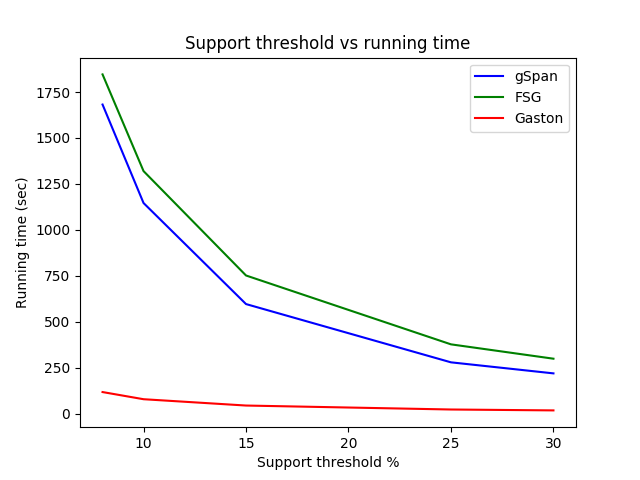 Support threshold vs running time
gSpan
FSG
Gaston
Running time (sec)
1750
1500
1250
1000
750
500
250
0
10 15 20 25 30
Support threshold %